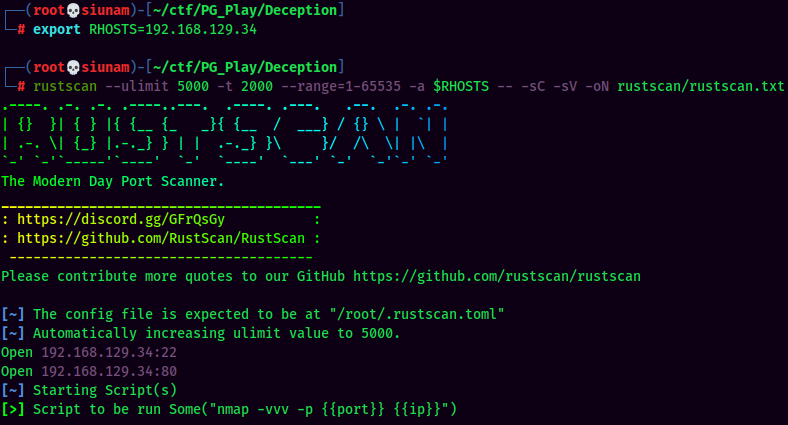 ┌──(root💀siunam)-[~/ctf/PG_Play/Deception]
└─# export RHOSTS=192.168.129.34
┌──(root💀siunam)-[~/ctf/PG_Play/Deception]
└─# rustscan --ulimit 5000 -t 2000 --range=1-65535 -a $RHOSTS -- -sC -sV -oN rustscan/rustscan.txt
.----. .-. .-. .----..---.  .----. .---.   .--.  .-. .-.
| {}  }| { } |{ {__ {_   _}{ {__  /  ___} / {} \ |  `| |
| .-. \| {_} |.-._} } | |  .-._} }\     }/  /\  \| |\  |
`-' `-'`-----'`----'  `-'  `----'  `---' `-'  `-'`-' `-'
The Modern Day Port Scanner.
________________________________________
: https://discord.gg/GFrQsGy           :
: https://github.com/RustScan/RustScan :
 --------------------------------------
Please contribute more quotes to our GitHub https://github.com/rustscan/rustscan
[~] The config file is expected to be at "/root/.rustscan.toml"
[~] Automatically increasing ulimit value to 5000.
Open 192.168.129.34:22
Open 192.168.129.34:80
[~] Starting Script(s)
[>] Script to be run Some("nmap -vvv -p {{port}} {{ip}}")